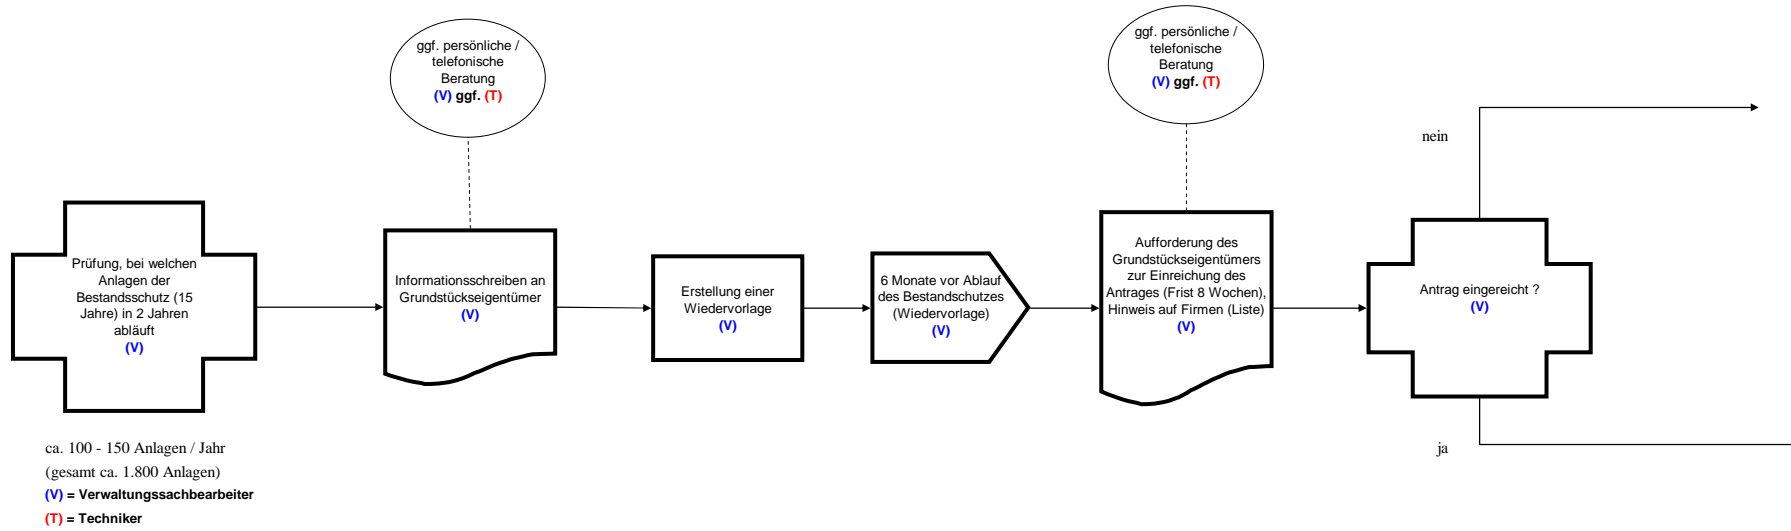 ggf. persönliche /
telefonische
Beratung
(V) ggf. (T)
ggf. persönliche /
telefonische
Beratung
(V) ggf. (T)
nein
Prüfung, bei welchen
Anlagen der
Bestandsschutz (15
Jahre) in 2 Jahren
abläuft
(V)
Informationsschreiben an
Grundstückseigentümer
(V)
Erstellung einer
Wiedervorlage
(V)
6 Monate vor Ablauf
des Bestandschutzes
(Wiedervorlage)
(V)
Aufforderung des
Grundstückseigentümers
zur Einreichung des
Antrages (Frist 8 Wochen),
Hinweis auf Firmen (Liste)
(V)
Antrag eingereicht ?
(V)
ja
ca. 100 - 150 Anlagen / Jahr
(gesamt ca. 1.800 Anlagen)
(V) = Verwaltungssachbearbeiter
(T) = Techniker